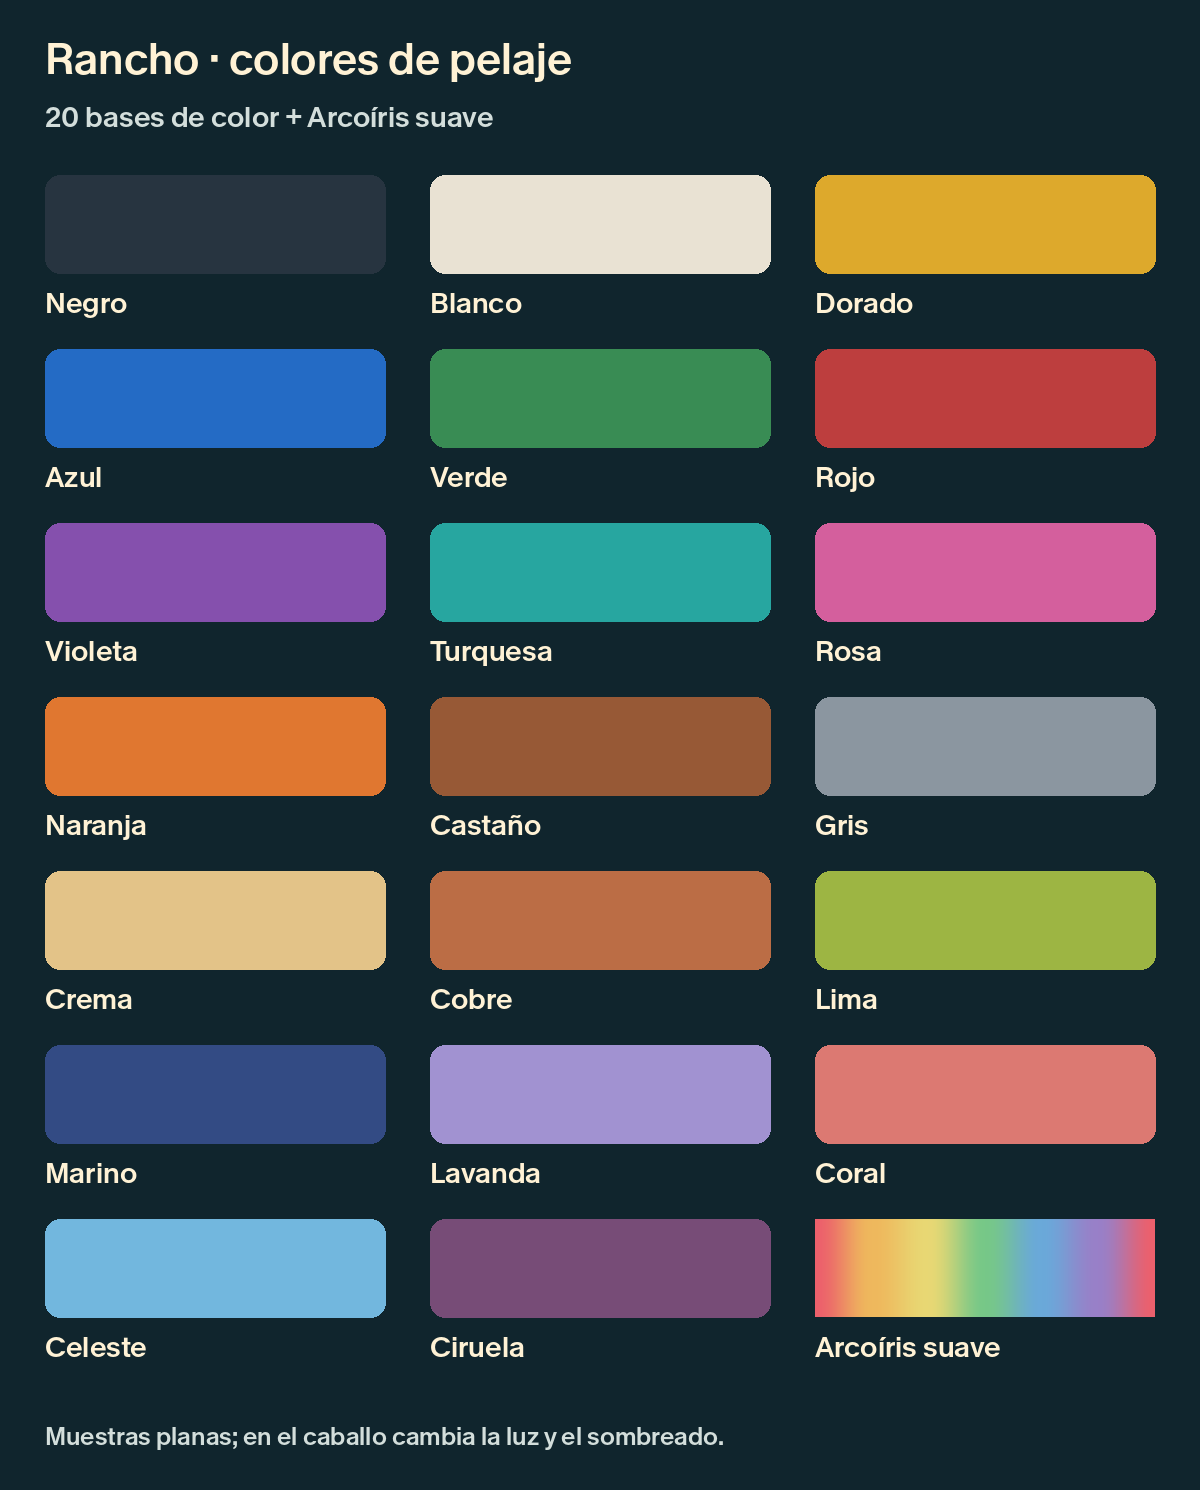 Rancho · colores de pelaje
20 bases de color + Arcoíris suave
Negro
Blanco
Dorado
Azul
Verde
Rojo
Violeta
Turquesa
Rosa
Naranja
Castaño
Gris
Crema
Cobre
Lima
Marino
Lavanda
Coral
Celeste
Ciruela
Arcoíris suave
Muestras planas; en el caballo cambia la luz y el sombreado.